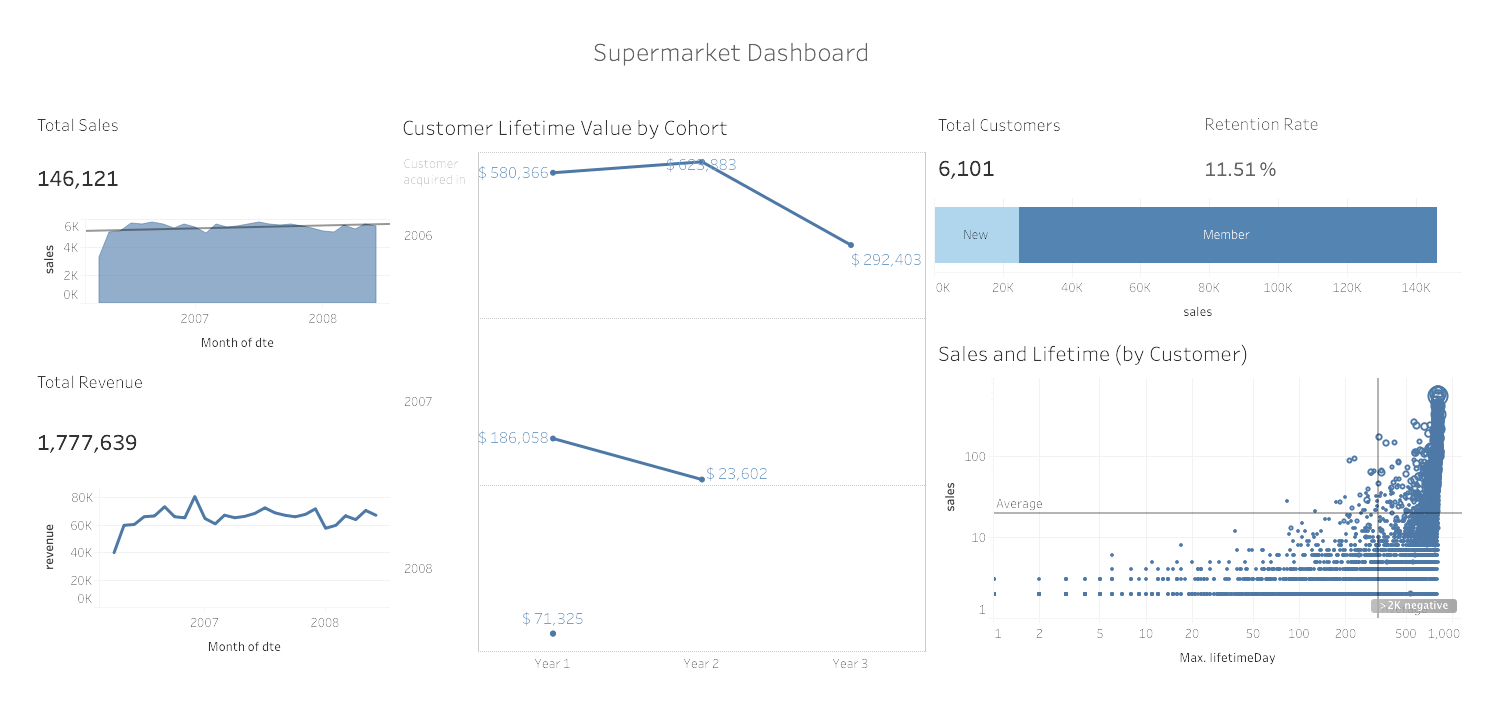 Supermarket Dashboard
Total Sales
146,121
6K
4K
2K
0K
sales
2007 2008
Month of dte
Total Revenue
1,777,639
80K
60K
40K
20K
0K
revenue
2007 2008
Month of dte
Customer Lifetime Value by Cohort
Customer
acquired in
2006
2007
2008
$ 580,366
$ 292,403
$ 186,058
$ 23,602
$ 71,325
Year 1 Year 2 Year 3
Total Customers
6,101
Retention Rate
11.51 %
New Member
0K 20K 40K 60K 80K 100K 120K 140K
sales
Sales and Lifetime (by Customer)
100
10
1
sales
Average
>2K negative
1 2 5 10 20 50 100 200 500 1,000
Max. lifetimeDay